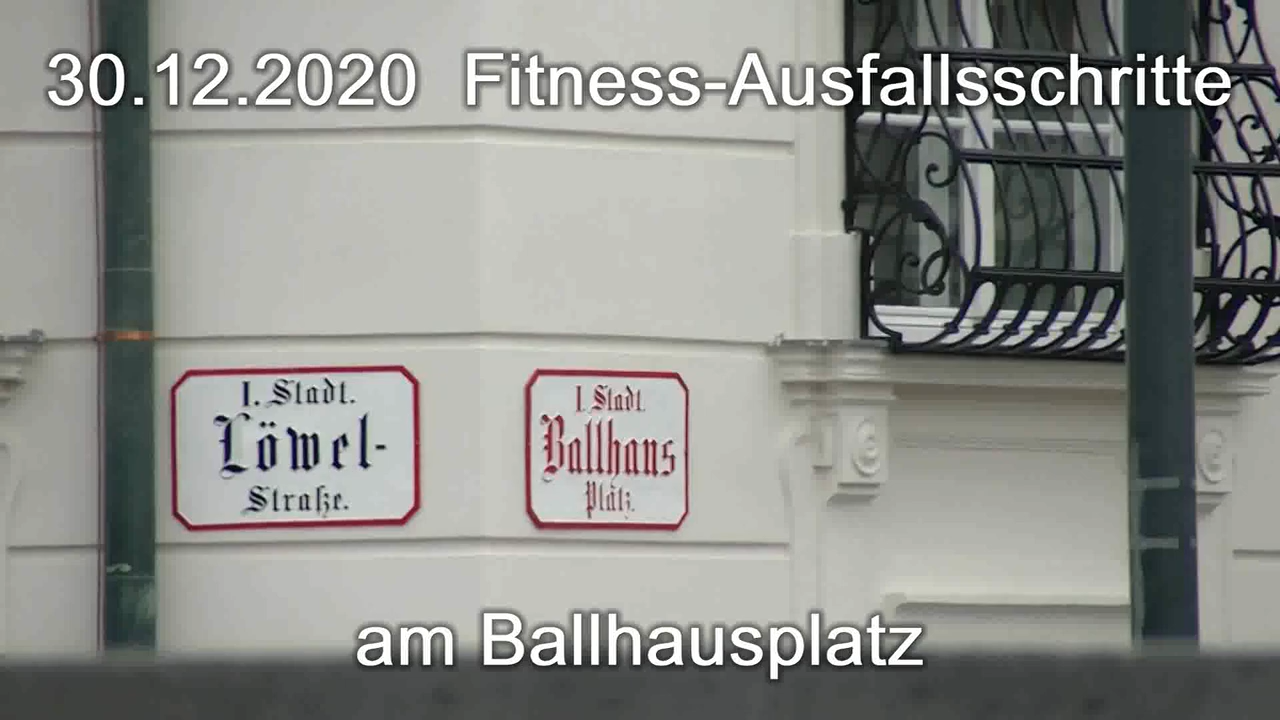 30.12.2020 Fitness-Ausfallsschritte
I. Stadt.
Löwel-
Straße.
I. Stadt.
Ballhaus
Platz.
am Ballhausplatz